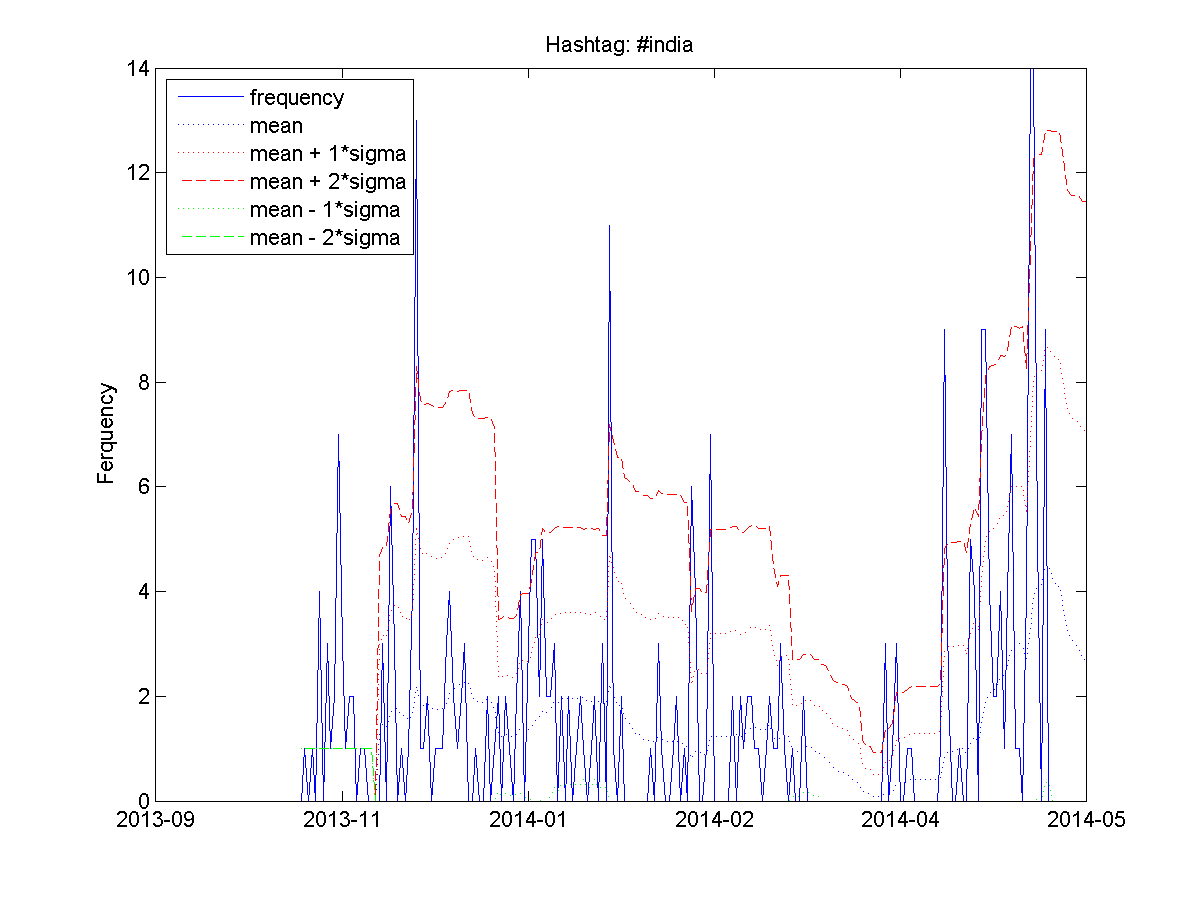 Hashtag: #india
14
12
10
8
6
4
2
0
Ferquency
frequency
mean
mean + 1*sigma
mean + 2*sigma
mean - 1*sigma
mean - 2*sigma
2013-09 2013-11 2014-01 2014-02 2014-04 2014-05